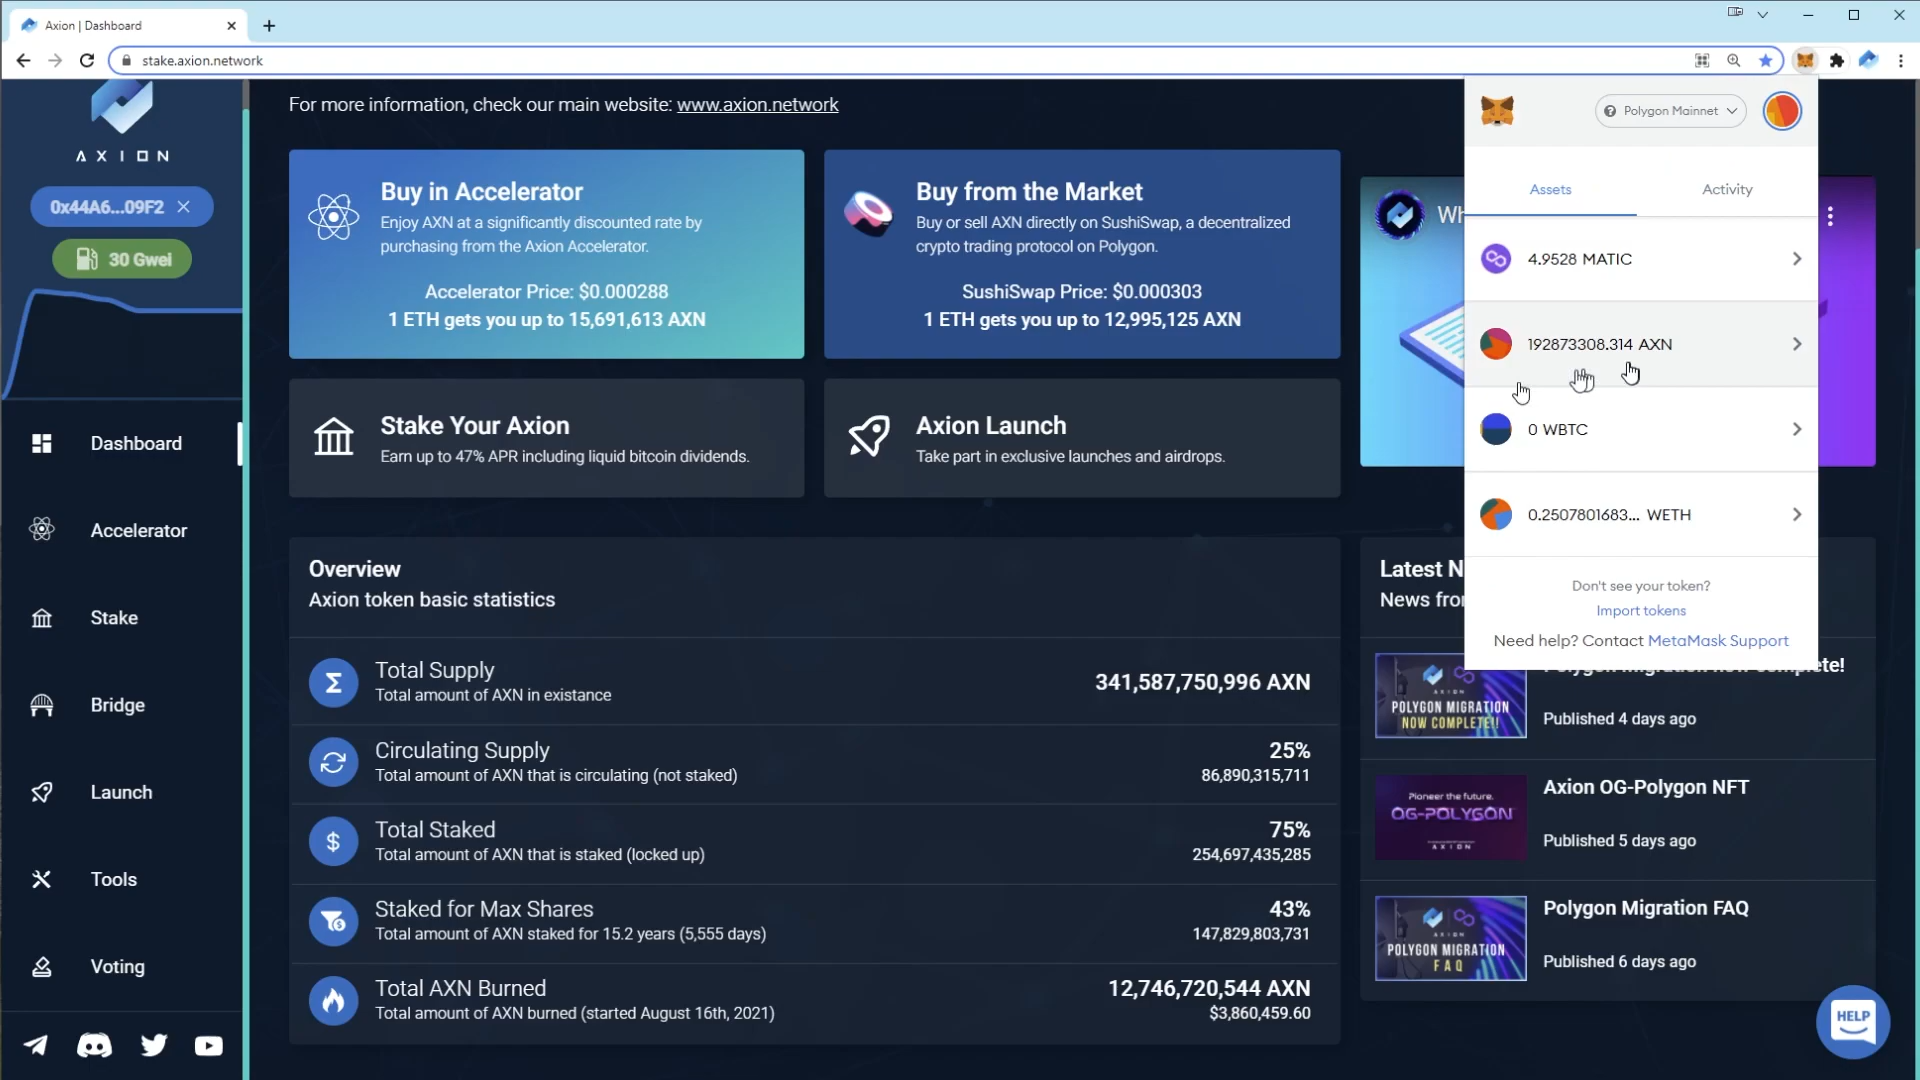 Axion | Dashboard
stake.axion.network
AXION
0x44A6...09F2
30 Gwei
Dashboard
Accelerator
Stake
Bridge
Launch
Tools
Voting
For more information, check our main website: www.axion.network
Buy in Accelerator
Enjoy AXN at a significantly discounted rate by
purchasing from the Axion Accelerator.
Accelerator Price: $0.000288
1 ETH gets you up to 15,691,613 AXN
Buy from the Market
Buy or sell AXN directly on SushiSwap, a decentralized
crypto trading protocol on Polygon.
SushiSwap Price: $0.000303
1 ETH gets you up to 12,995,125 AXN
Stake Your Axion
Earn up to 47% APR including liquid bitcoin dividends.
Axion Launch
Take part in exclusive launches and airdrops.
Overview
Axion token basic statistics
Total Supply
Total amount of AXN in existance
341,587,750,996 AXN
Circulating Supply
Total amount of AXN that is circulating (not staked)
25%
86,890,315,711
Total Staked
Total amount of AXN that is staked (locked up)
75%
254,697,435,285
Staked for Max Shares
Total amount of AXN staked for 15.2 years (5,555 days)
43%
147,829,803,731
Total AXN Burned
Total amount of AXN burned (started August 16th, 2021)
12,746,720,544 AXN
$3,860,459.60
Wh
Polygon Mainnet
Assets
Activity
4.9528 MATIC
192873308.314 AXN
0 WBTC
0.2507801683... WETH
Don't see your token?
Import tokens
Need help? Contact MetaMask Support
Latest N
News fro
Polygon Migration now Complete!
Published 4 days ago
AXION
POLYGON MIGRATION
NOW COMPLETE!!
Axion OG-Polygon NFT
Published 5 days ago
Pioneer the future.
OG-POLYGON
AXION
Polygon Migration FAQ
Published 6 days ago
AXION
POLYGON MIGRATION
FAQ
HELP